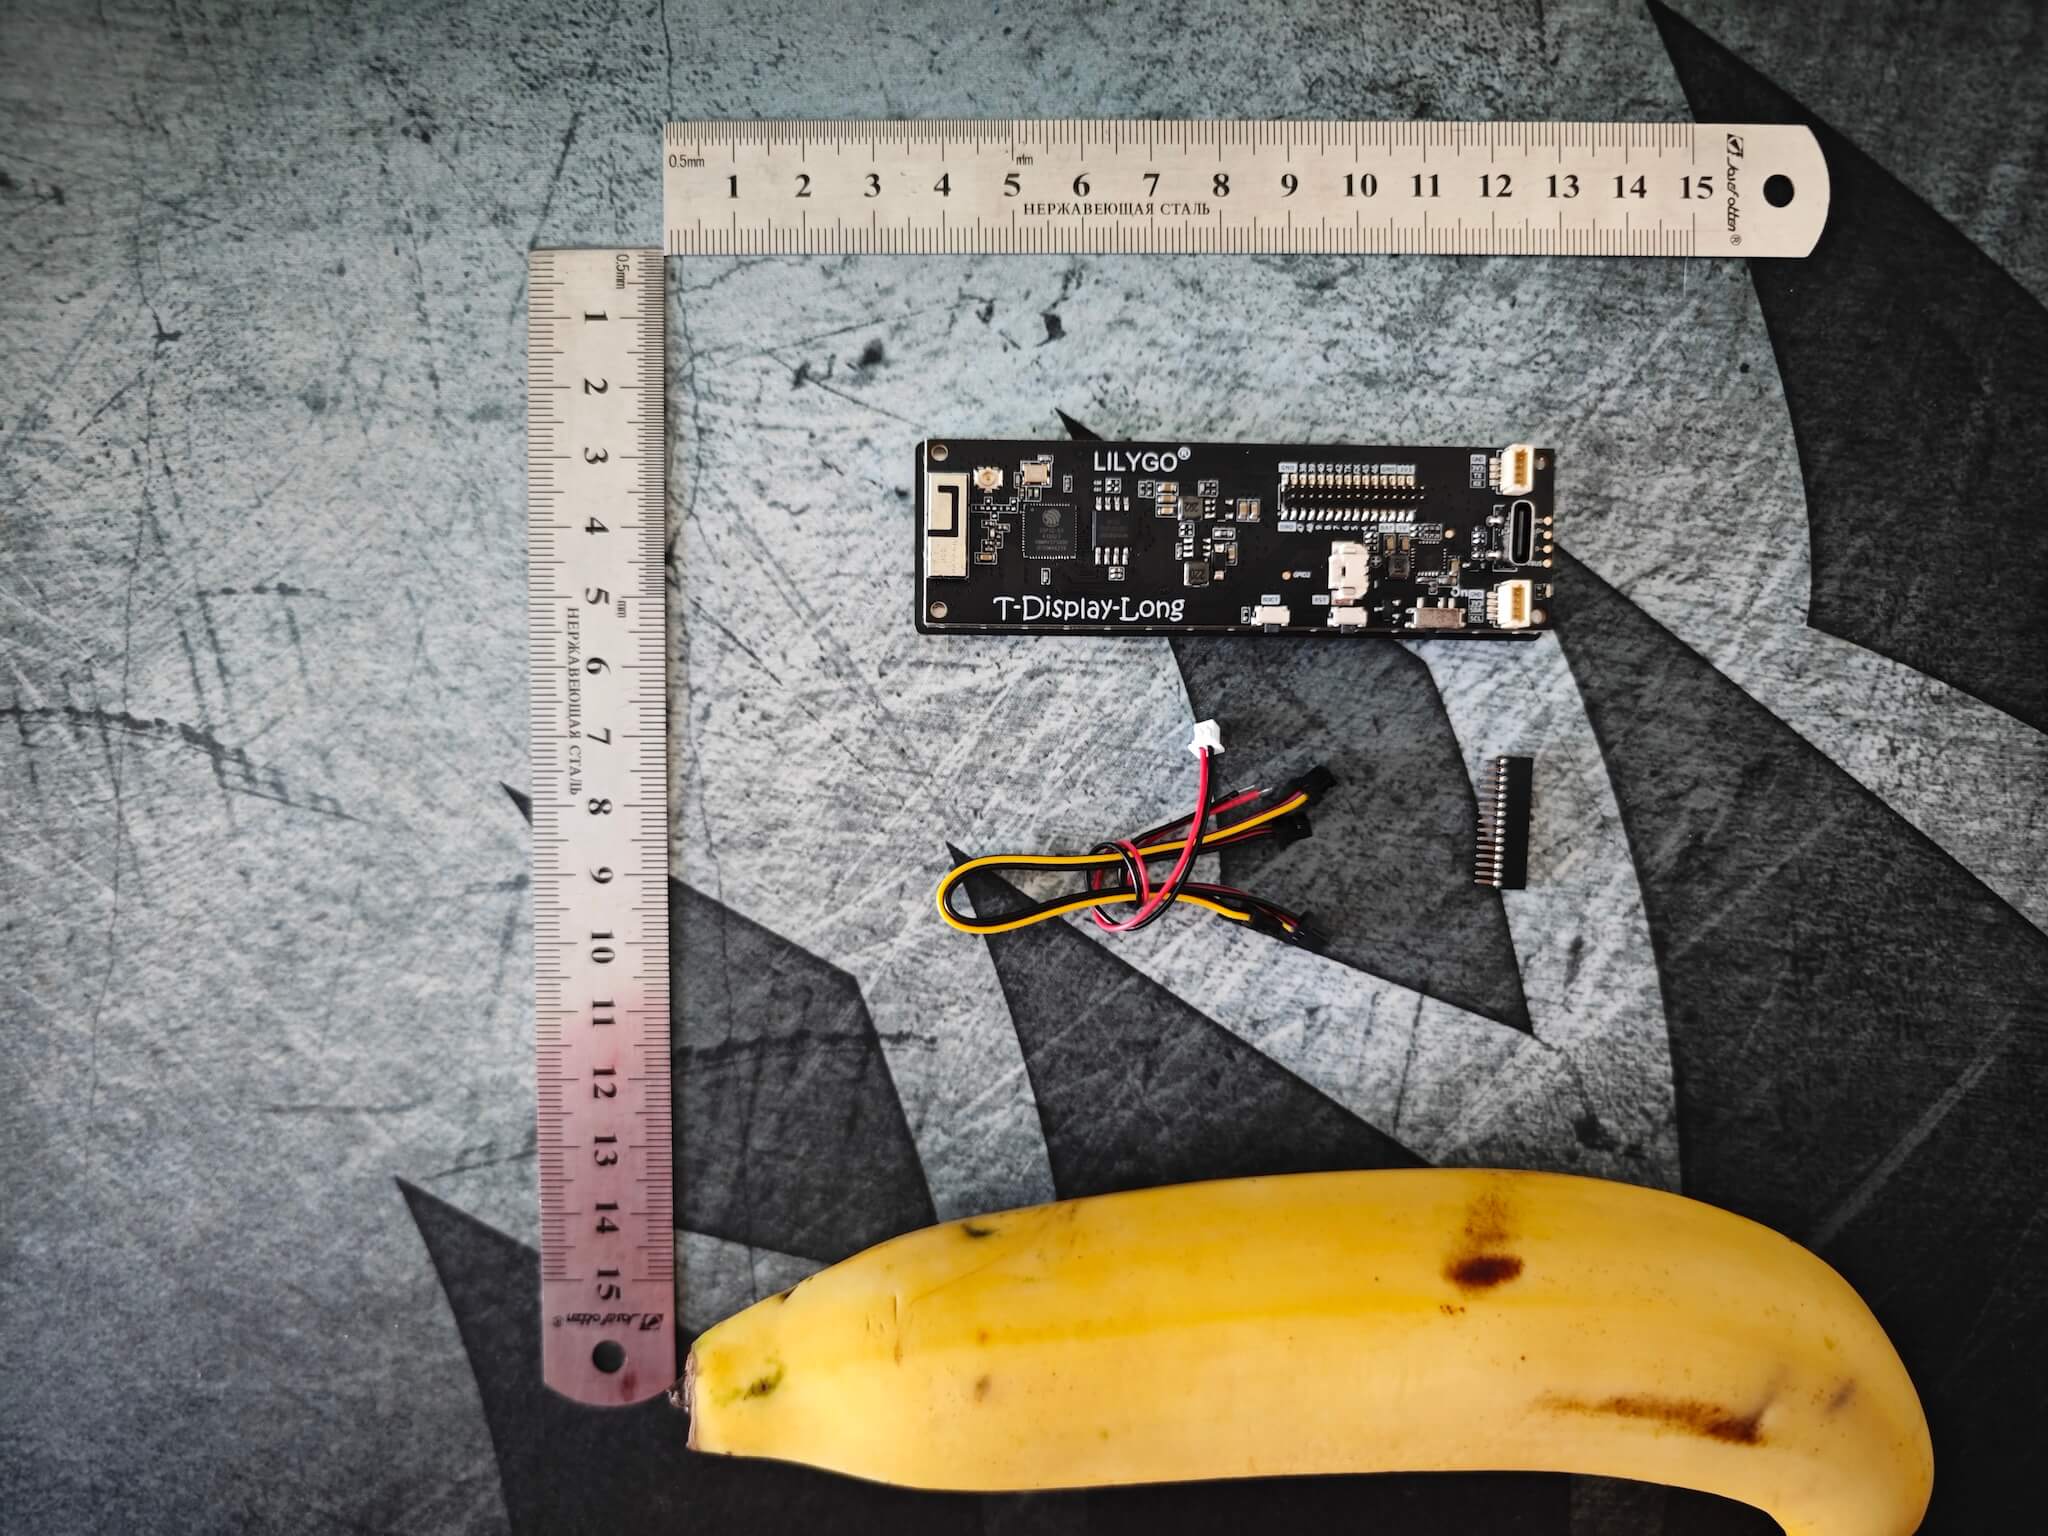 0.5mm
mm
1 2 3 4 5 6 7 8 9 10 11 12 13 14 15
НЕРЖАВЕЮЩАЯ СТАЛЬ
Josef otten®
0.5mm
1
2
3
4
5
mm
6
7
8
9
10
11
12
13
14
15
НЕРЖАВЕЮЩАЯ СТАЛЬ
Josef otten®
LILYGO®
T-Display-Long
GPIO2
BOOT
RST
On
GND
3V3
SDA
SCL